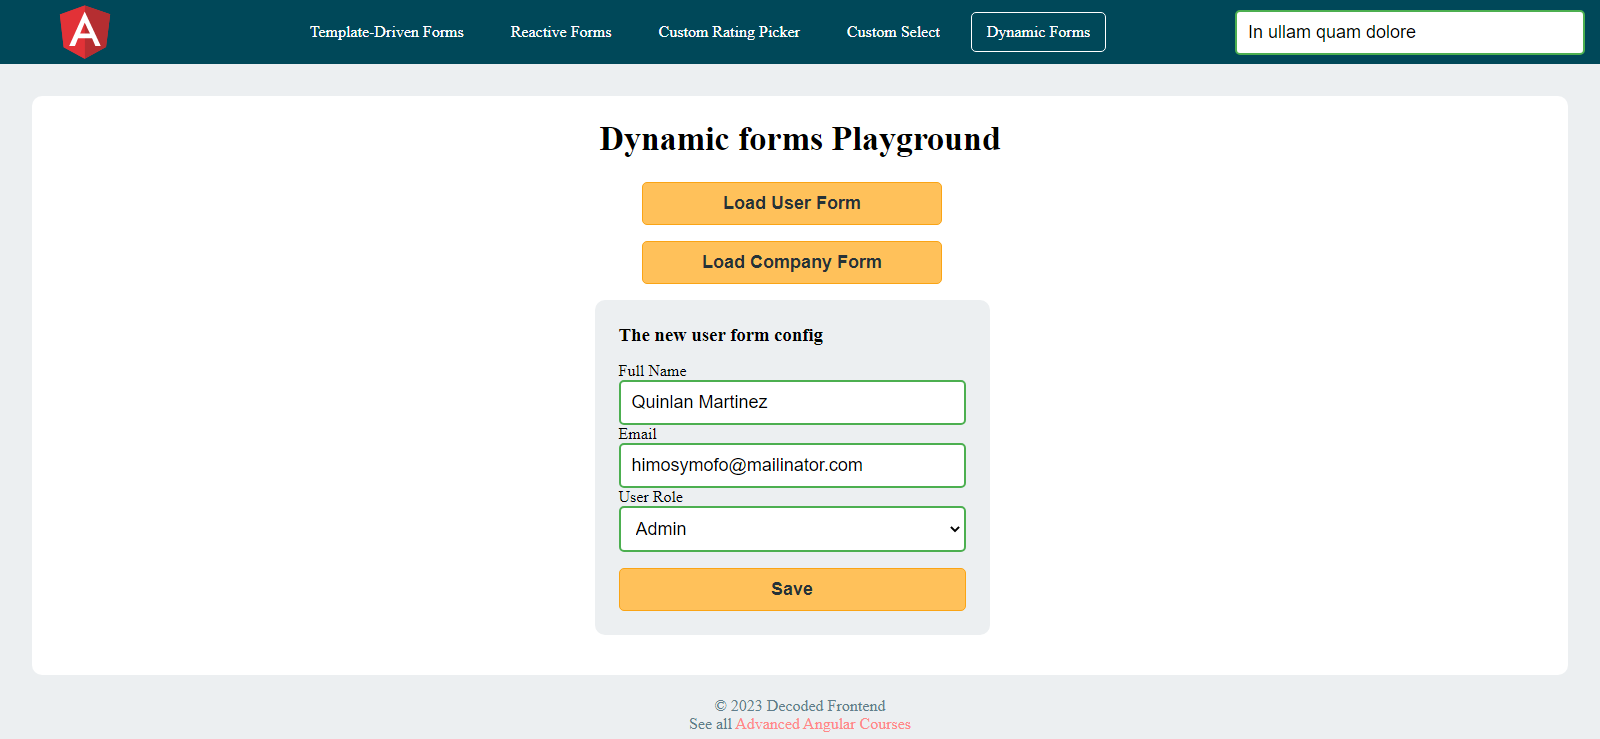 A
Template-Driven Forms
Reactive Forms
Custom Rating Picker
Custom Select
Dynamic Forms
In ullam quam dolore
Dynamic forms Playground
Load User Form
Load Company Form
The new user form config
Full Name
Quinlan Martinez
Email
himosymofo@mailinator.com
User Role
Admin
Save
© 2023 Decoded Frontend
See all Advanced Angular Courses